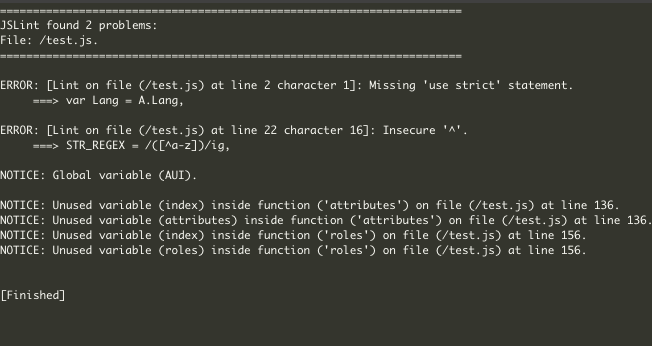 ======================================================================
JSLint found 2 problems:
File: /test.js.
======================================================================
ERROR: [Lint on file (/test.js) at line 2 character 1]: Missing 'use strict' statement.
===> var Lang = A.Lang,
ERROR: [Lint on file (/test.js) at line 22 character 16]: Insecure '^'.
===> STR_REGEX = /([^a-z])/ig,
NOTICE: Global variable (AUI).
NOTICE: Unused variable (index) inside function ('attributes') on file (/test.js) at line 136.
NOTICE: Unused variable (attributes) inside function ('attributes') on file (/test.js) at line 136.
NOTICE: Unused variable (index) inside function ('roles') on file (/test.js) at line 156.
NOTICE: Unused variable (roles) inside function ('roles') on file (/test.js) at line 156.
[Finished]